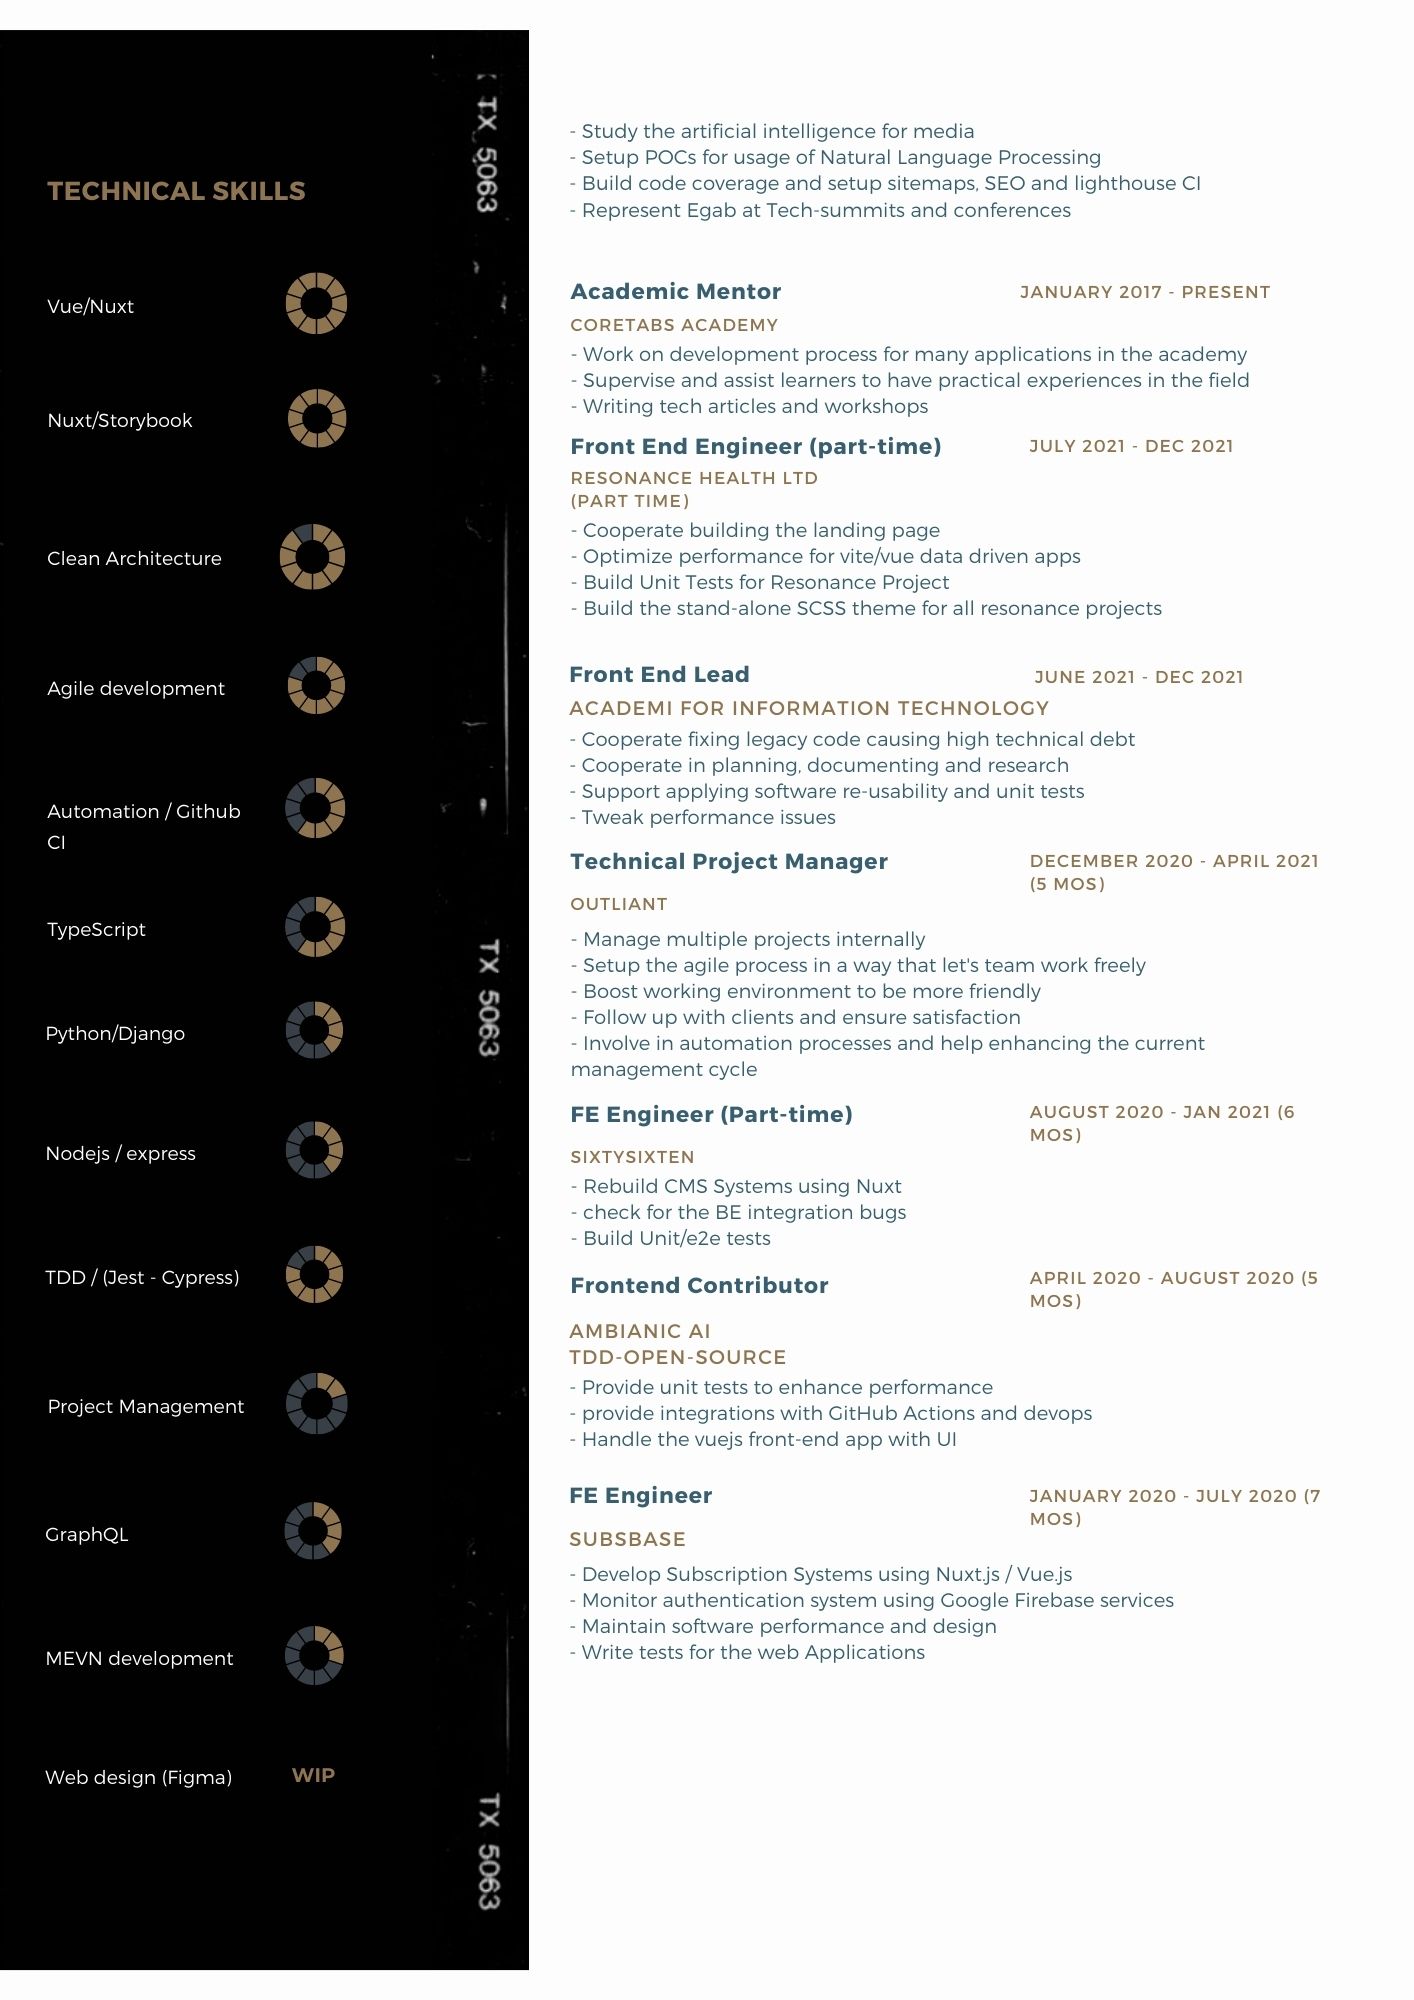 TECHNICAL SKILLS
Vue/Nuxt
Nuxt/Storybook
Clean Architecture
Agile development
Automation / Github
CI
TypeScript
Python/Django
Nodejs / express
TDD / (Jest - Cypress)
Project Management
GraphQL
MEVN development
Web design (Figma) WIP
TX 5063
TX 5063
TX 5063
- Study the artificial intelligence for media
- Setup POCs for usage of Natural Language Processing
- Build code coverage and setup sitemaps, SEO and lighthouse CI
- Represent Egab at Tech-summits and conferences
Academic Mentor JANUARY 2017 - PRESENT
CORETABS ACADEMY
- Work on development process for many applications in the academy
- Supervise and assist learners to have practical experiences in the field
- Writing tech articles and workshops
Front End Engineer (part-time) JULY 2021 - DEC 2021
RESONANCE HEALTH LTD
(PART TIME)
- Cooperate building the landing page
- Optimize performance for vite/vue data driven apps
- Build Unit Tests for Resonance Project
- Build the stand-alone SCSS theme for all resonance projects
Front End Lead JUNE 2021 - DEC 2021
ACADEMI FOR INFORMATION TECHNOLOGY
- Cooperate fixing legacy code causing high technical debt
- Cooperate in planning, documenting and research
- Support applying software re-usability and unit tests
- Tweak performance issues
Technical Project Manager DECEMBER 2020 - APRIL 2021
(5 MOS)
OUTLIANT
- Manage multiple projects internally
- Setup the agile process in a way that let's team work freely
- Boost working environment to be more friendly
- Follow up with clients and ensure satisfaction
- Involve in automation processes and help enhancing the current
management cycle
FE Engineer (Part-time) AUGUST 2020 - JAN 2021 (6
MOS)
SIXTYSIXTEN
- Rebuild CMS Systems using Nuxt
- check for the BE integration bugs
- Build Unit/e2e tests
Frontend Contributor APRIL 2020 - AUGUST 2020 (5
MOS)
AMBIANIC AI
TDD-OPEN-SOURCE
- Provide unit tests to enhance performance
- provide integrations with GitHub Actions and devops
- Handle the vuejs front-end app with UI
FE Engineer JANUARY 2020 - JULY 2020 (7
MOS)
SUBSBASE
- Develop Subscription Systems using Nuxt.js / Vue.js
- Monitor authentication system using Google Firebase services
- Maintain software performance and design
- Write tests for the web Applications